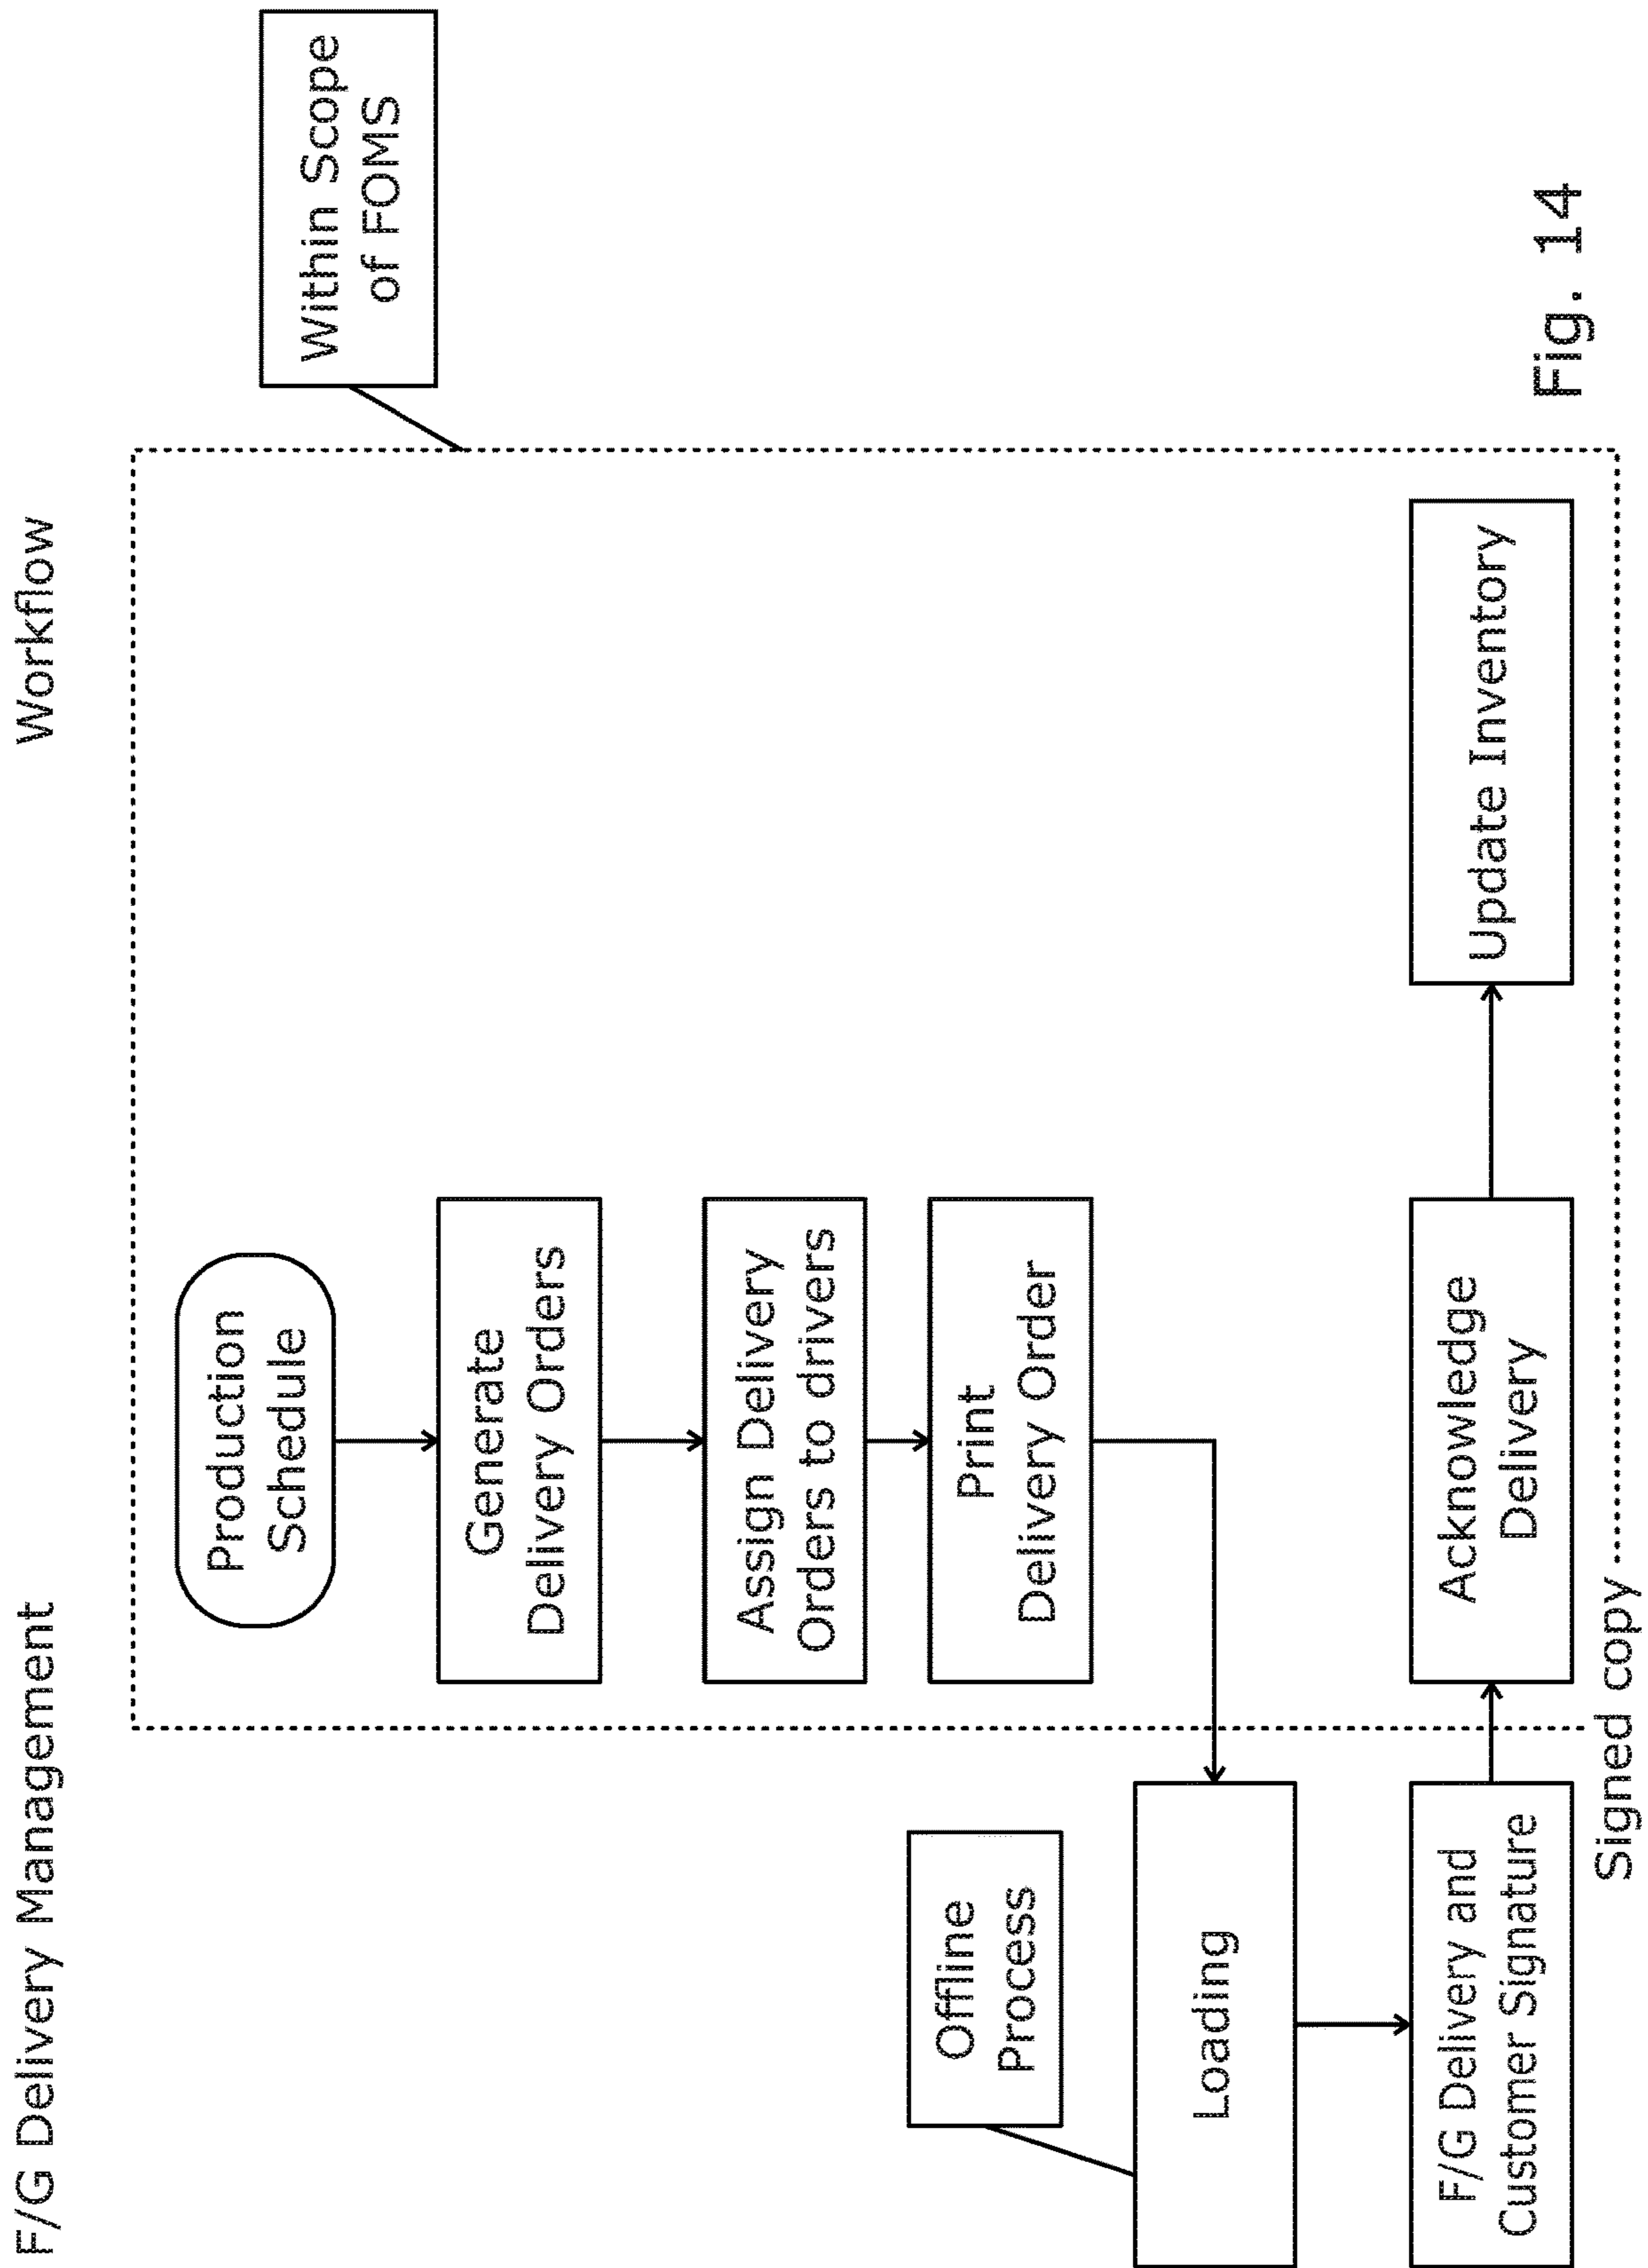 F/G Delivery Management
Workflow
Within Scope
of FOMS
Production
Schedule
Generate
Delivery Orders
Assign Delivery
Orders to drivers
Print
Delivery Order
Offline
Process
Loading
F/G Delivery and
Customer Signature
Signed copy
Acknowledge
Delivery
Update Inventory
Fig. 14